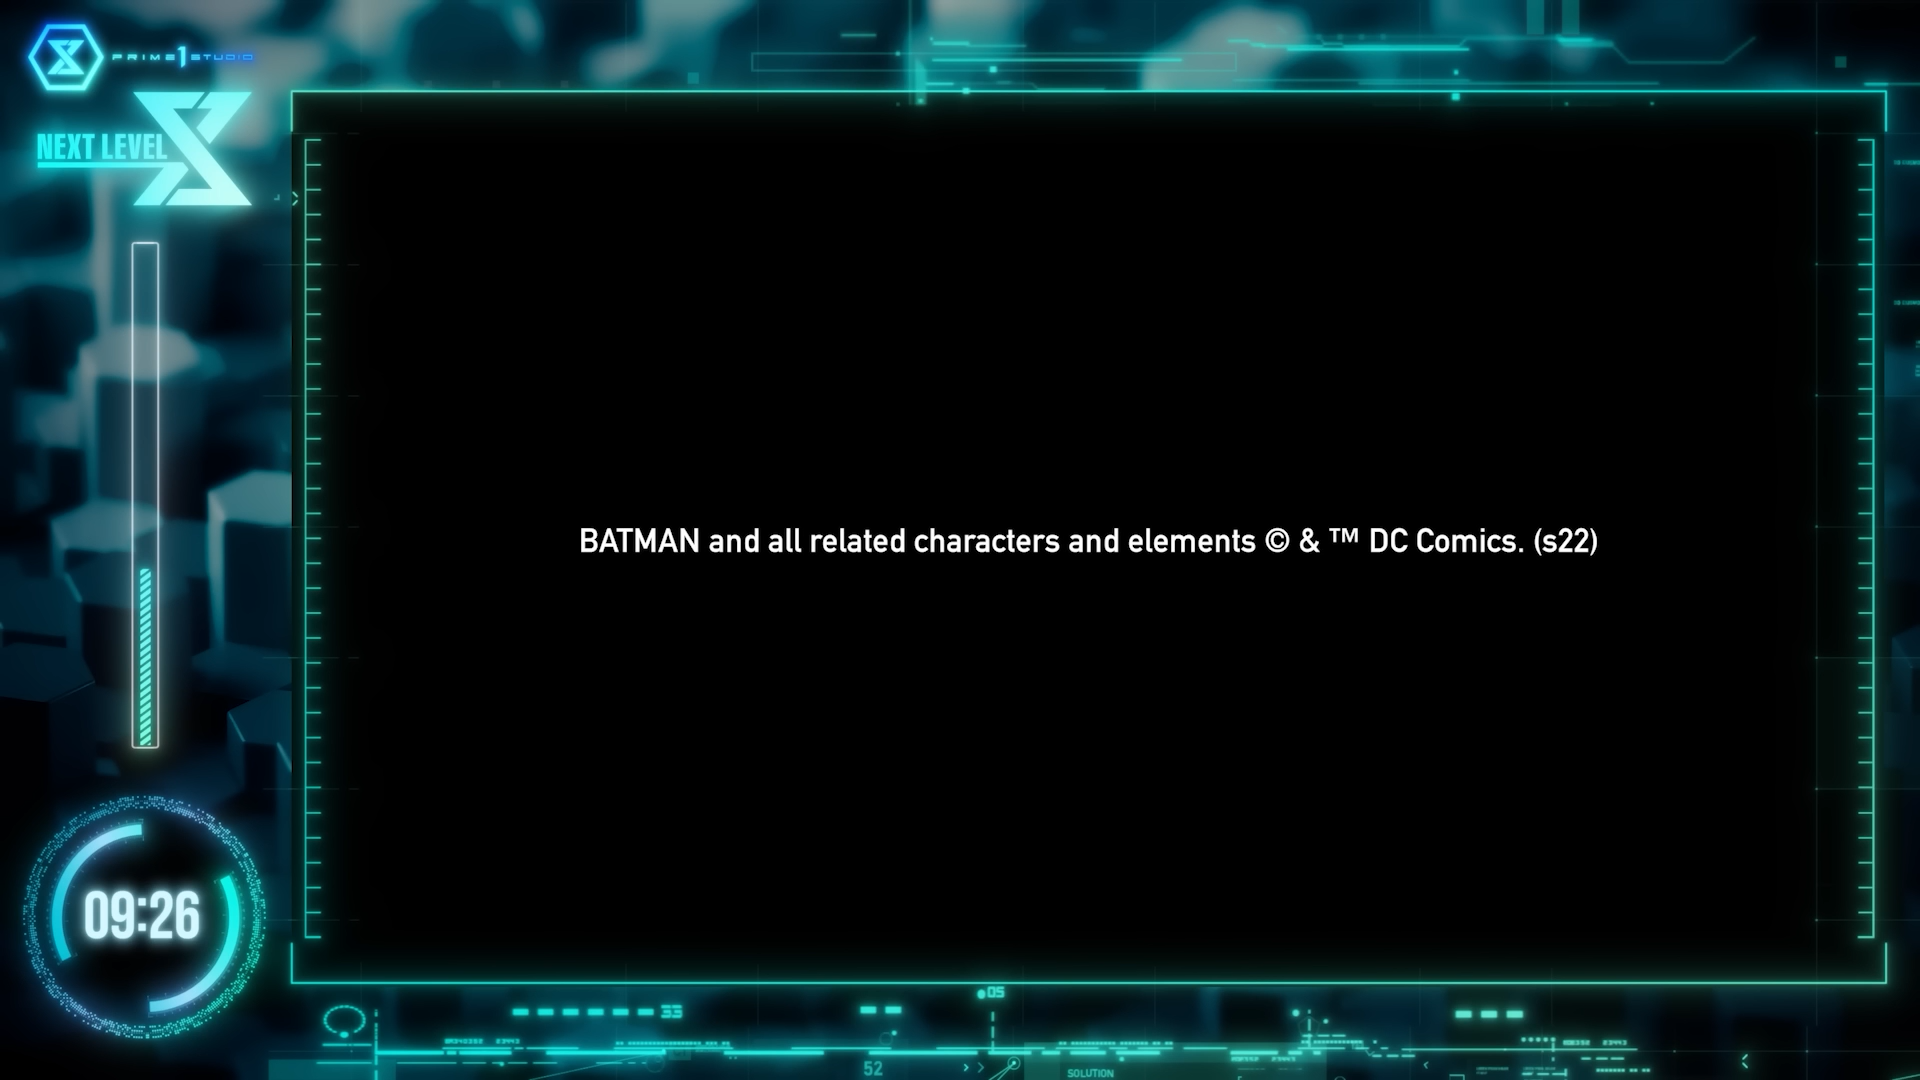 PRIME 1 STUDIO
NEXT LEVEL
BATMAN and all related characters and elements © & ™ DC Comics. (s22)
09:26
05
33
52
SOLUTION